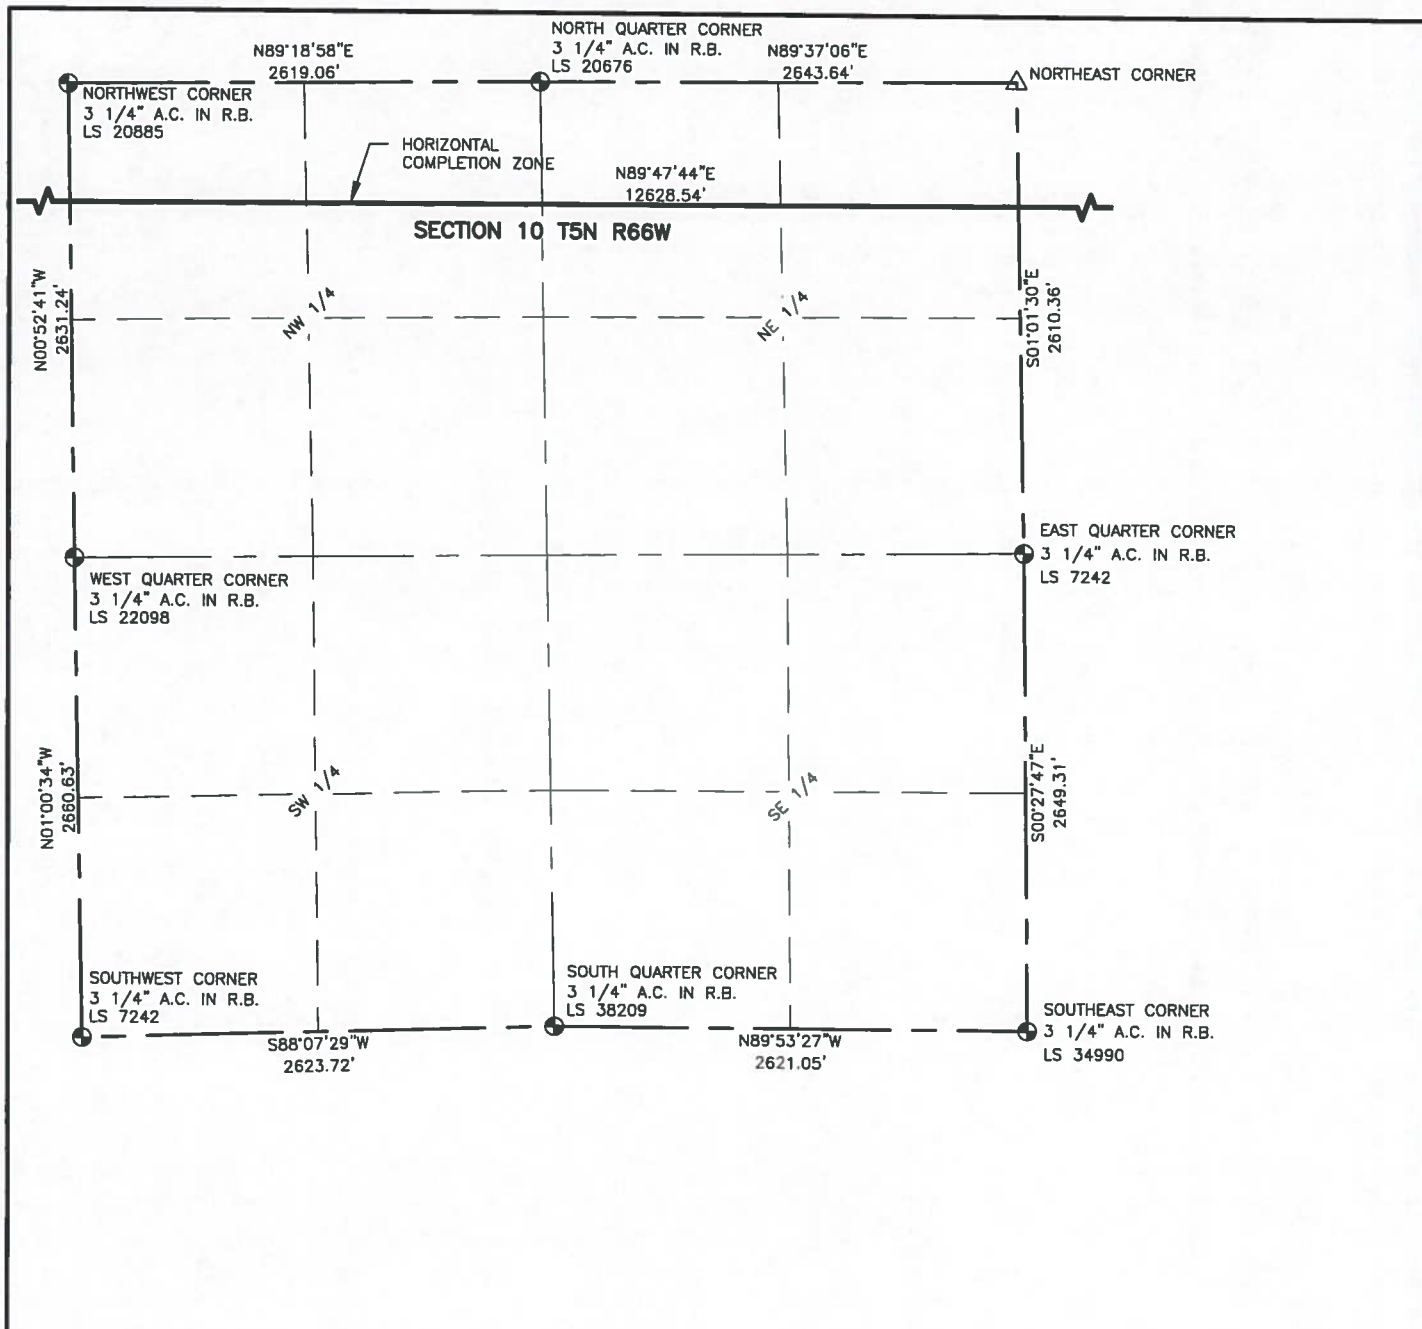 NORTH QUARTER CORNER
3 1/4" A.C. IN R.B.
LS 20676
N89°18'58"E
2619.06'
N89°37'06"E
2643.64'
NORTHEAST CORNER
NORTHWEST CORNER
3 1/4" A.C. IN R.B.
LS 20885
HORIZONTAL
COMPLETION ZONE
N89°47'44"E
12628.54'
SECTION 10 T5N R66W
N00°52'41"W
2631.24'
NW 1/4
NE 1/4
S01°01'30"E
2610.36'
EAST QUARTER CORNER
3 1/4" A.C. IN R.B.
LS 7242
WEST QUARTER CORNER
3 1/4" A.C. IN R.B.
LS 22098
N01°00'34"W
2660.63'
SW 1/4
SE 1/4
S00°27'47"E
2649.31'
SOUTHWEST CORNER
3 1/4" A.C. IN R.B.
LS 7242
SOUTH QUARTER CORNER
3 1/4" A.C. IN R.B.
LS 38209
SOUTHEAST CORNER
3 1/4" A.C. IN R.B.
LS 34990
S88°07'29"W
2623.72'
N89°53'27"W
2621.05'